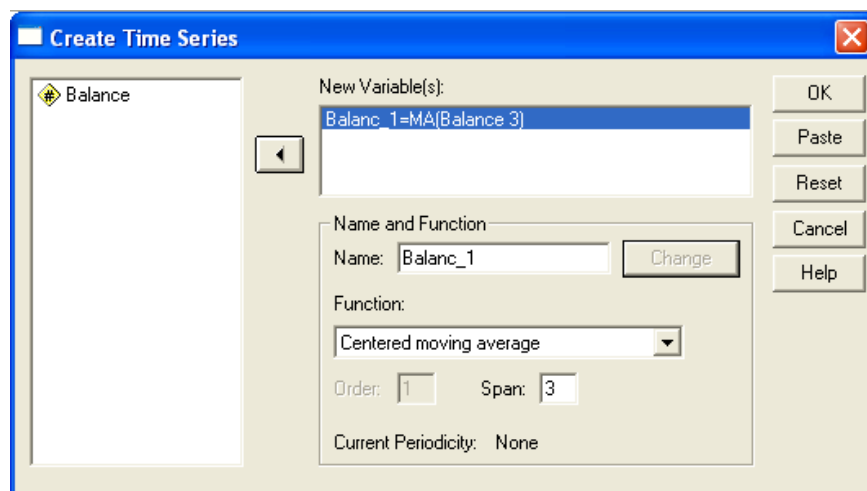 Create Time Series
Balance
New Variable(s):
Balanc_1=MA(Balance 3)
Name and Function
Name: Balanc_1 Change
Function:
Centered moving average
Order: 1 Span: 3
Current Periodicity: None
OK
Paste
Reset
Cancel
Help